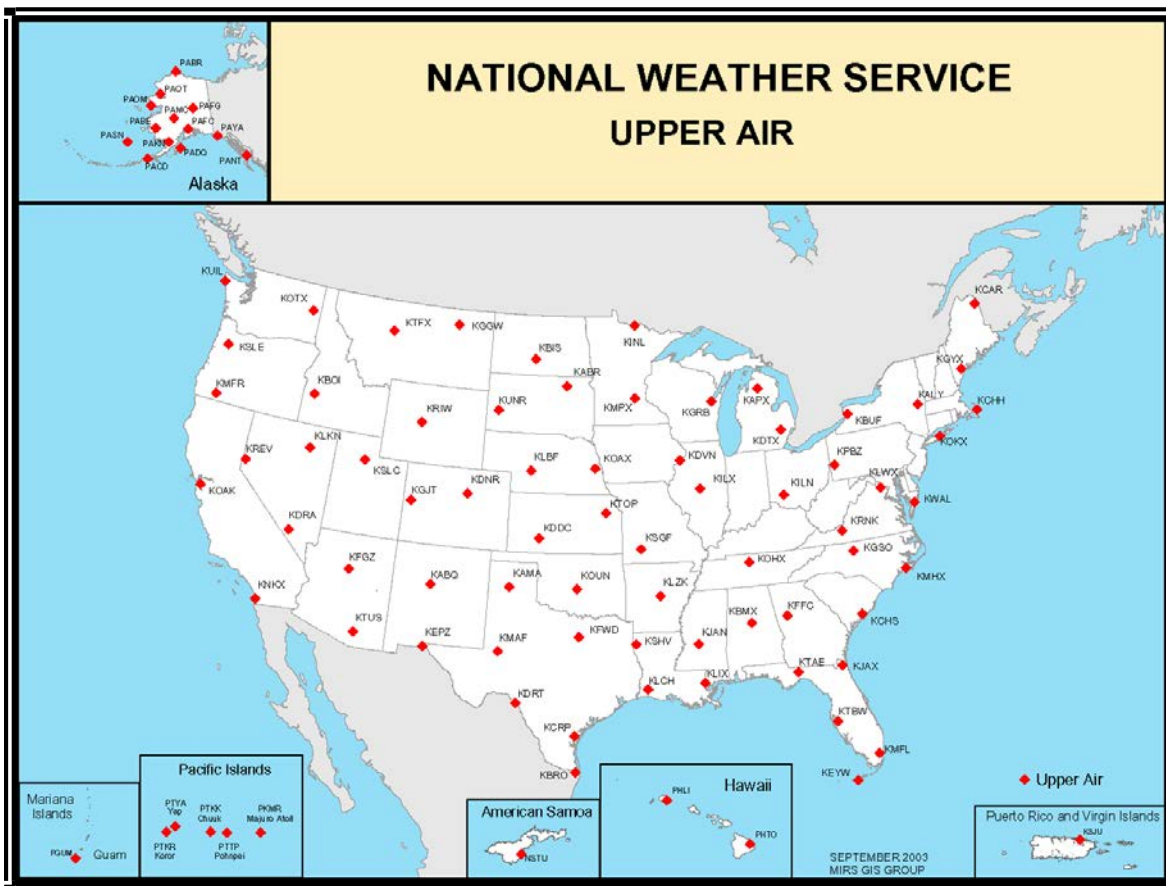 NATIONAL WEATHER SERVICE
UPPER AIR
PABR
PAOT
PAOM
PAMC
PAFG
PABE
PAFC
PAYA
PASN
PAKN
PADQ
PANT
PACD
Alaska
KUIL
KOTX
KTFX
KGGW
KINL
KCAR
KSLE
KBIS
KGYX
KMFR
KBOI
KABR
KUNR
KMPX
KAPX
KALY
KCHH
KRIW
KGRB
KBUF
KDTX
KOKX
KREV
KLKN
KSLC
KLBF
KOAX
KDVN
KPBZ
KLWX
KOAK
KGJT
KDNR
KILX
KILN
KWAL
KTOP
KDRA
KDDC
KSGF
KRNK
KGSO
KFGZ
KOHX
KMHX
KNKX
KABQ
KAMA
KOUN
KLZK
KBMX
KFFC
KCHS
KTUS
KEPZ
KMAF
KFWD
KSHV
KJAN
KTAE
KJAX
KDRT
KLCH
KLIX
KTBW
KCRP
KMFL
KBRO
KEYW
Upper Air
Mariana
Islands
PGUM
Guam
Pacific Islands
PTYA
Yap
PTKK
Chuuk
PKMR
Majuro Atoll
PTKR
Koror
PTTP
Pohnpei
American Samoa
NSTU
Hawaii
PHLI
PHTO
SEPTEMBER 2003
MIRS GIS GROUP
Puerto Rico and Virgin Islands
KSJU